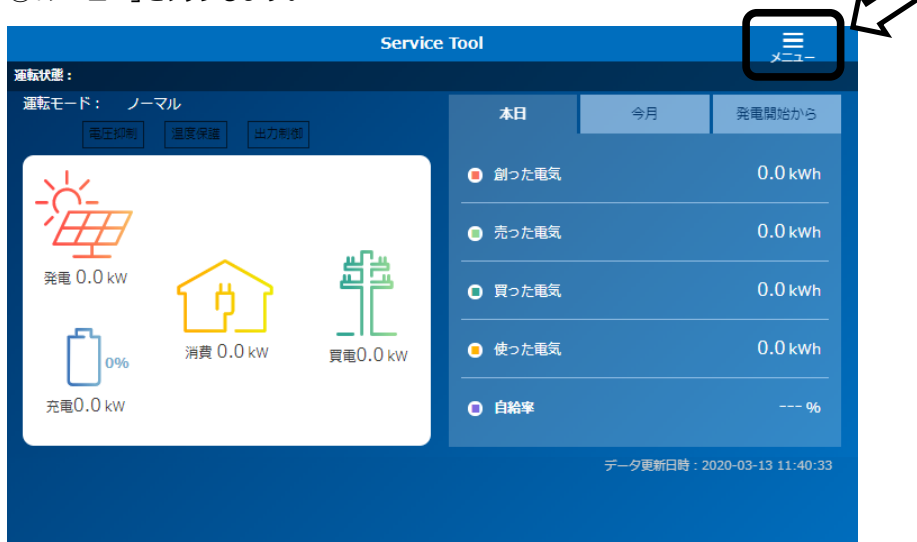 Service Tool
メニュー
運転状態：
運転モード： ノーマル
電圧抑制 温度保護 出力制御
本日 今月 発電開始から
創った電気 0.0 kWh
売った電気 0.0 kWh
買った電気 0.0 kWh
使った電気 0.0 kWh
自給率 --- %
発電 0.0 kW
0%
消費 0.0 kW
買電0.0 kW
充電0.0 kW
データ更新日時：2020-03-13 11:40:33